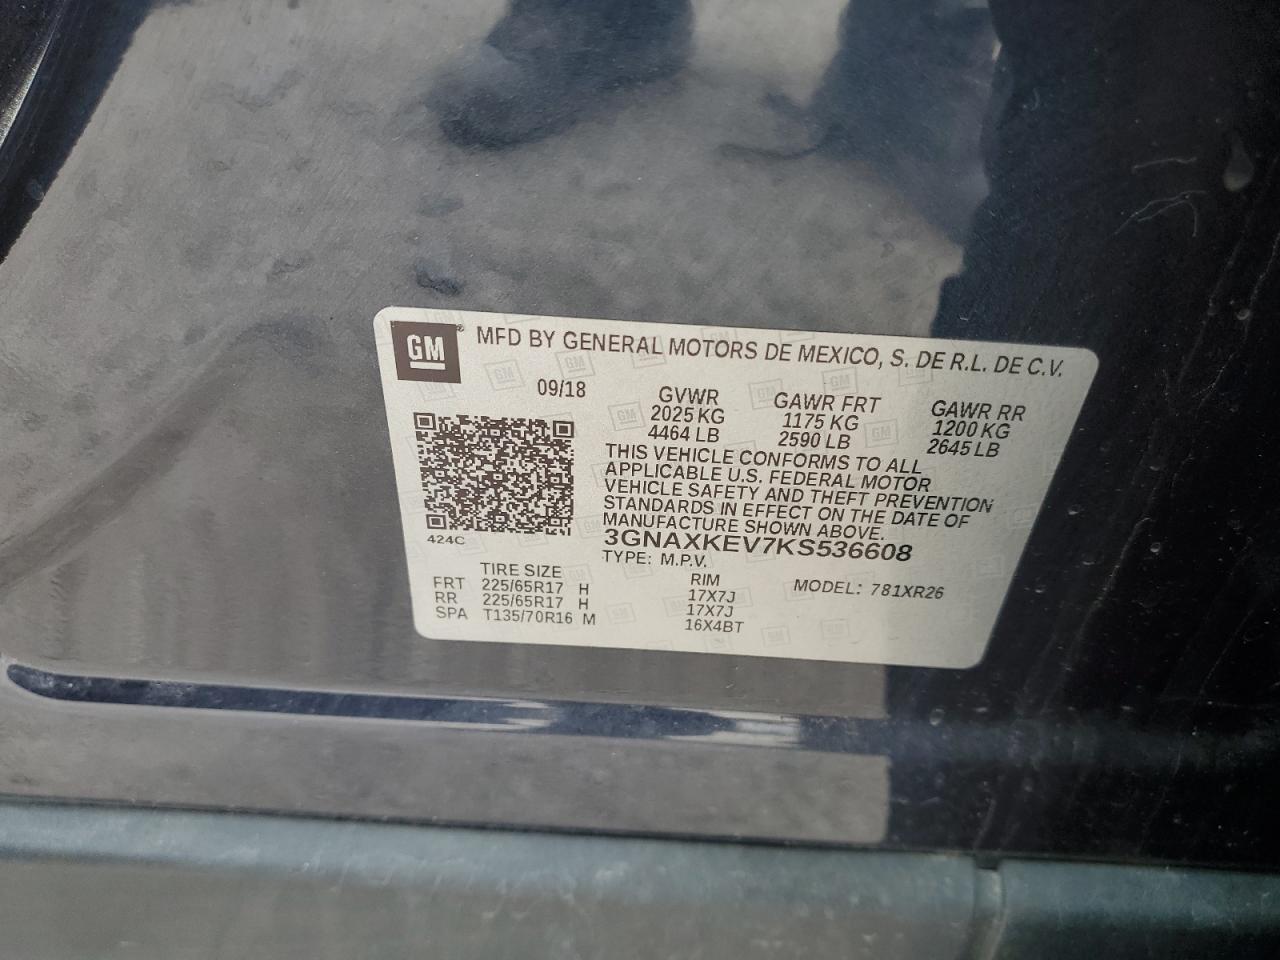 GM ® MFD BY GENERAL MOTORS DE MEXICO, S. DE R.L. DE C.V.
09/18
GVWR GAWR FRT GAWR RR
2025 KG 1175 KG 1200 KG
4464 LB 2590 LB 2645 LB
THIS VEHICLE CONFORMS TO ALL
APPLICABLE U.S. FEDERAL MOTOR
VEHICLE SAFETY AND THEFT PREVENTION
STANDARDS IN EFFECT ON THE DATE OF
MANUFACTURE SHOWN ABOVE.
424C
3GNAXKEV7KS536608
TYPE: M.P.V.
TIRE SIZE RIM MODEL: 781XR26
FRT 225/65R17 H 17X7J
RR 225/65R17 H 17X7J
SPA T135/70R16 M 16X4BT